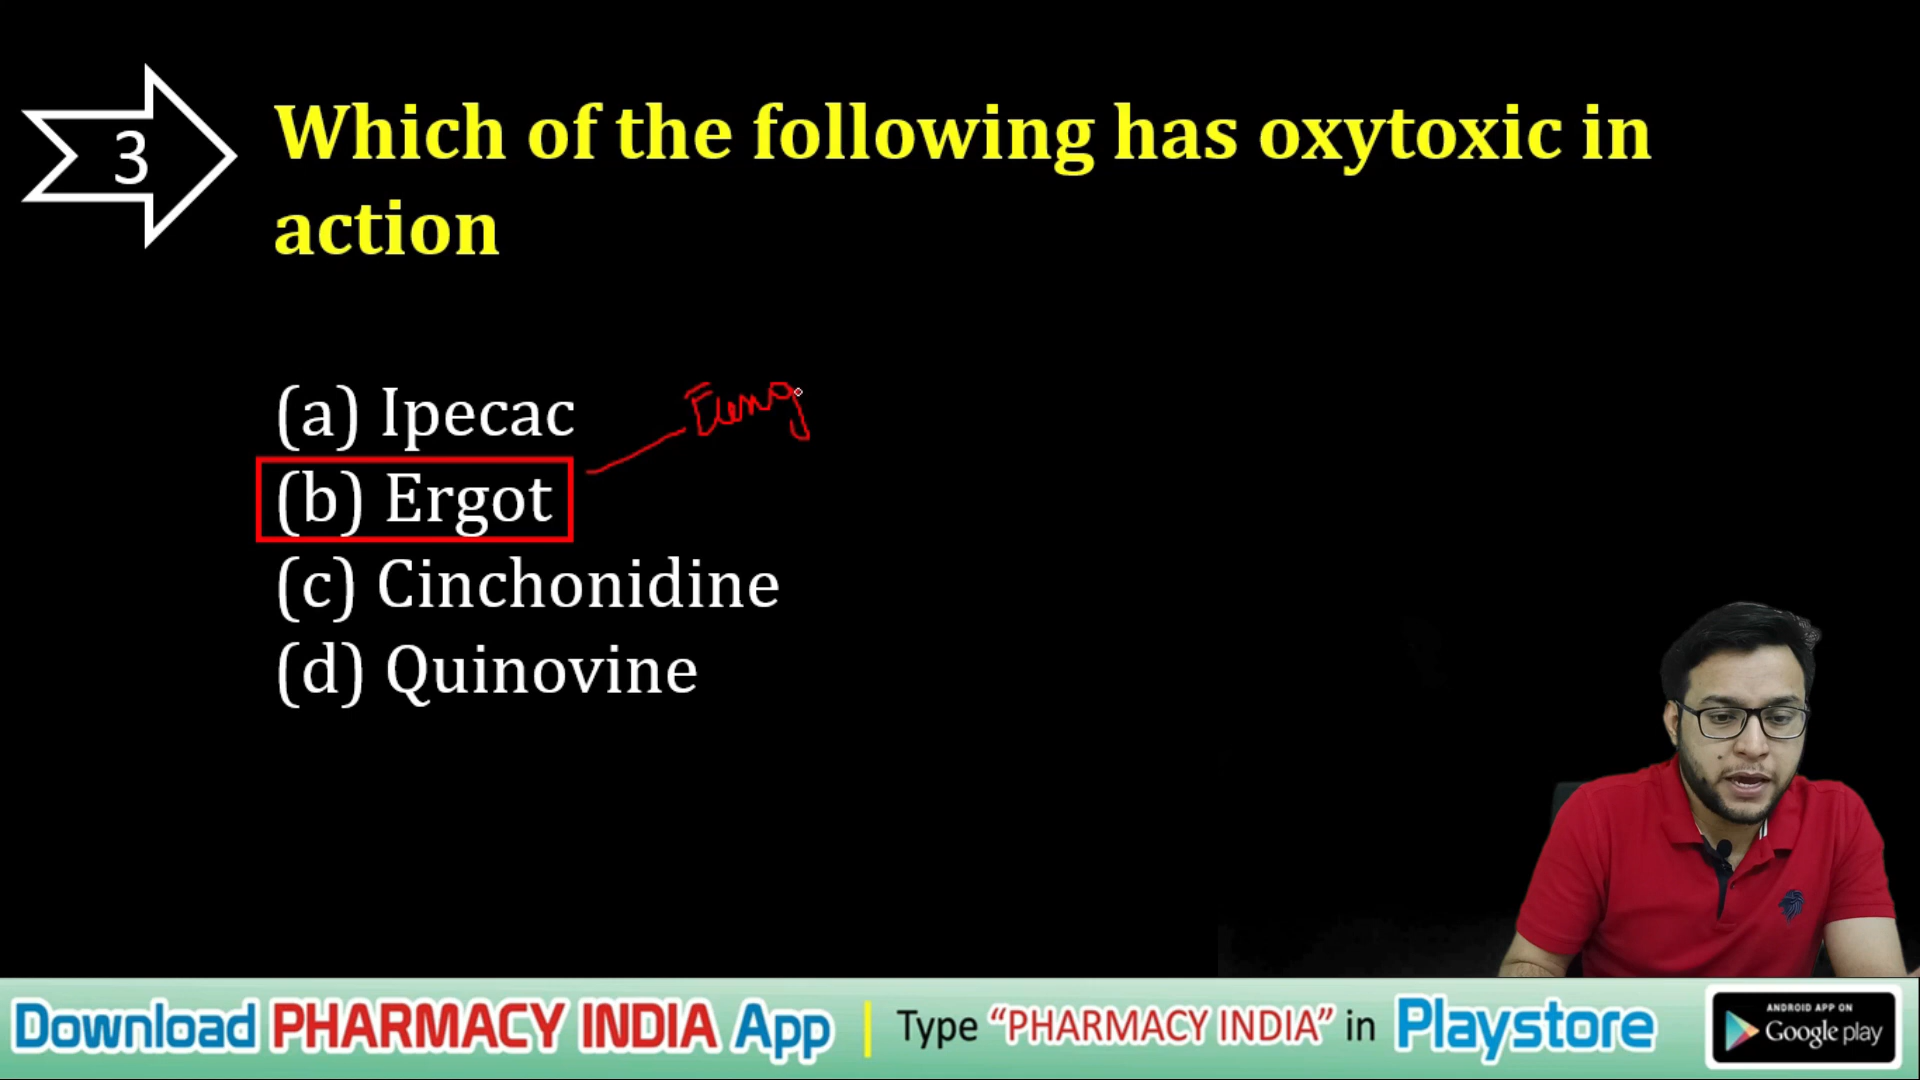 3
Which of the following has oxytoxic in
action
(a) Ipecac
Fung
(b) Ergot
(c) Cinchonidine
(d) Quinovine
Download PHARMACY INDIA App | Type “PHARMACY INDIA” in Playstore
ANDROID APP ON
Google play